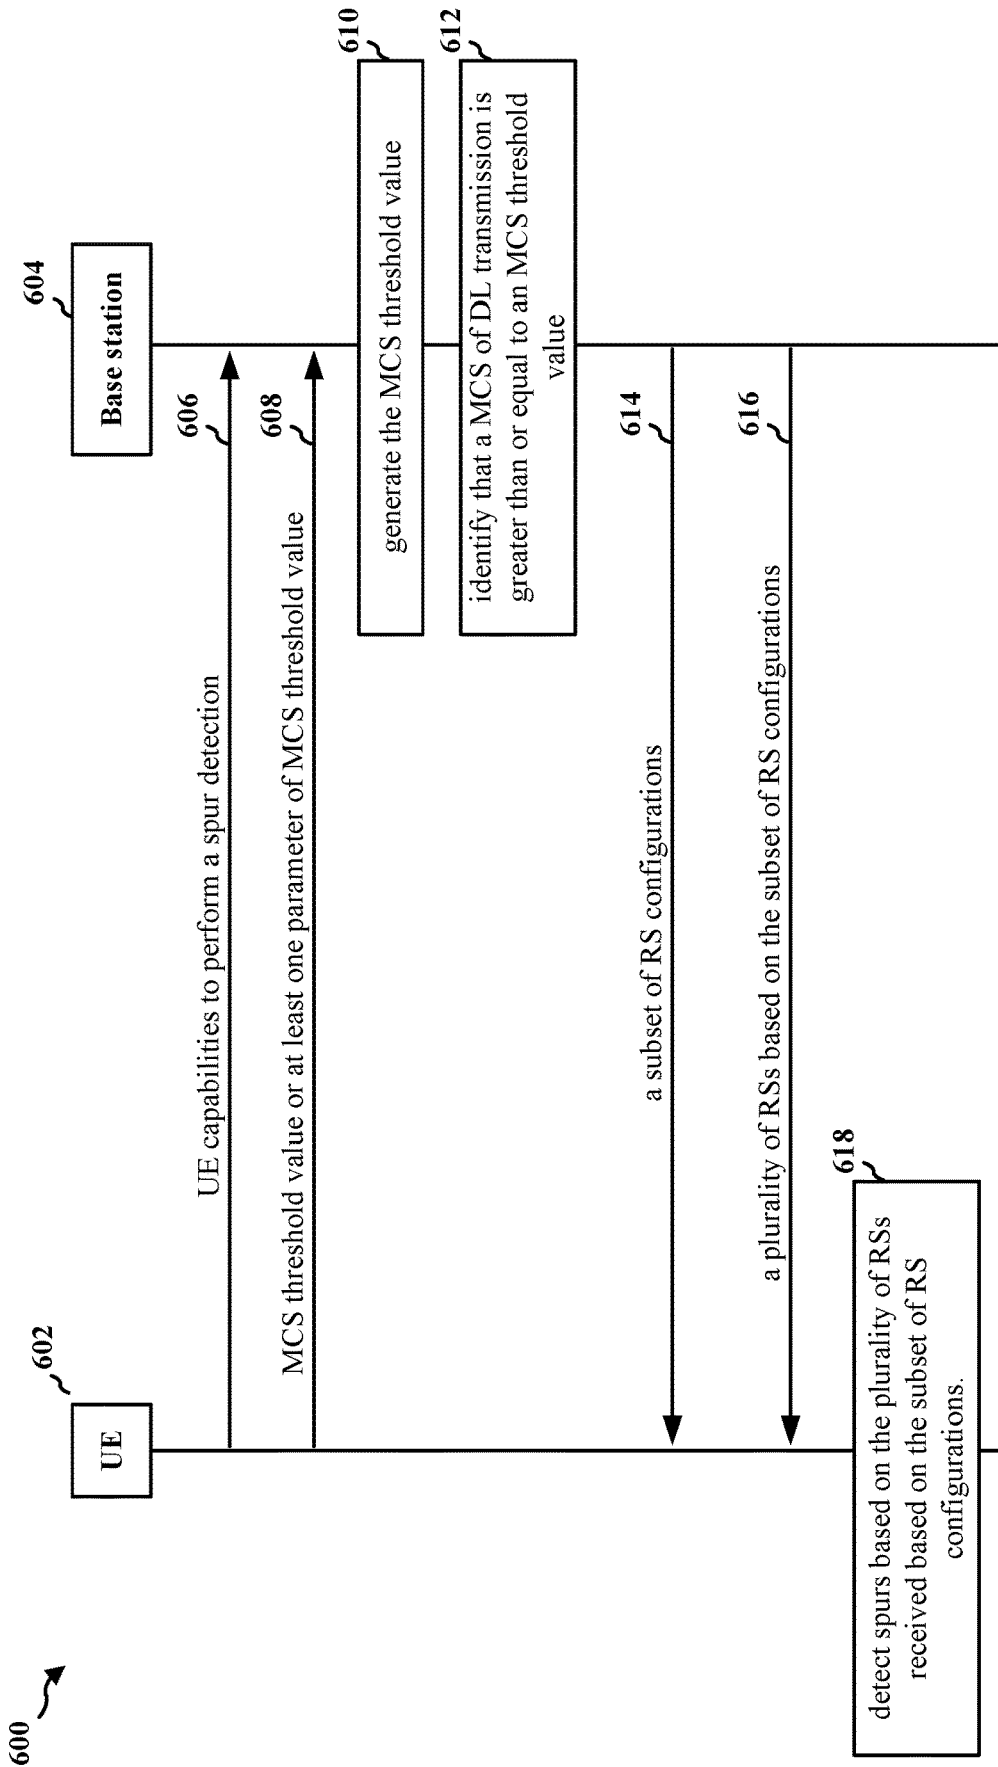 600
602
UE
604
Base station
606
UE capabilities to perform a spur detection
608
MCS threshold value or at least one parameter of MCS threshold value
610
generate the MCS threshold value
612
identify that a MCS of DL transmission is
greater than or equal to an MCS threshold
value
614
a subset of RS configurations
616
a plurality of RSs based on the subset of RS configurations
618
detect spurs based on the plurality of RSs
received based on the subset of RS
configurations.